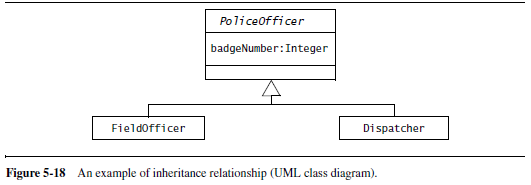 PoliceOfficer
badgeNumber:Integer
FieldOfficer
Dispatcher
Figure 5-18 An example of inheritance relationship (UML class diagram).